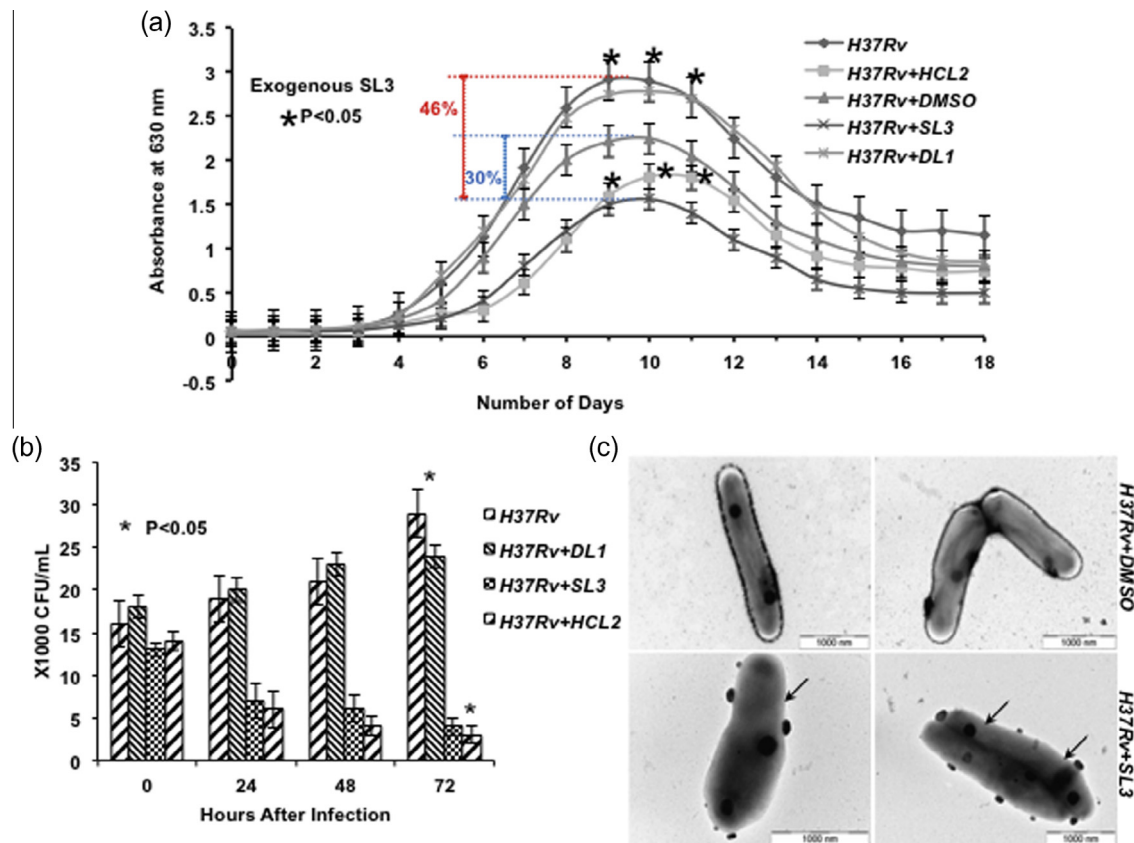 (a)
Absorbance at 630 nm
3.5
3
2.5
2
1.5
1
0.5
0
-0.5
Exogenous SL3
*P<0.05
46%
30%
* * *
* * *
H37Rv
H37Rv+HCL2
H37Rv+DMSO
H37Rv+SL3
H37Rv+DL1
0 2 4 6 8 10 12 14 16 18
Number of Days
(b)
X1000 CFU/mL
35
30
25
20
15
10
5
0
* P<0.05
*
*
H37Rv
H37Rv+DL1
H37Rv+SL3
H37Rv+HCL2
0 24 48 72
Hours After Infection
(c)
1000 nm
1000 nm
H37Rv+DMSO
1000 nm
1000 nm
H37Rv+SL3